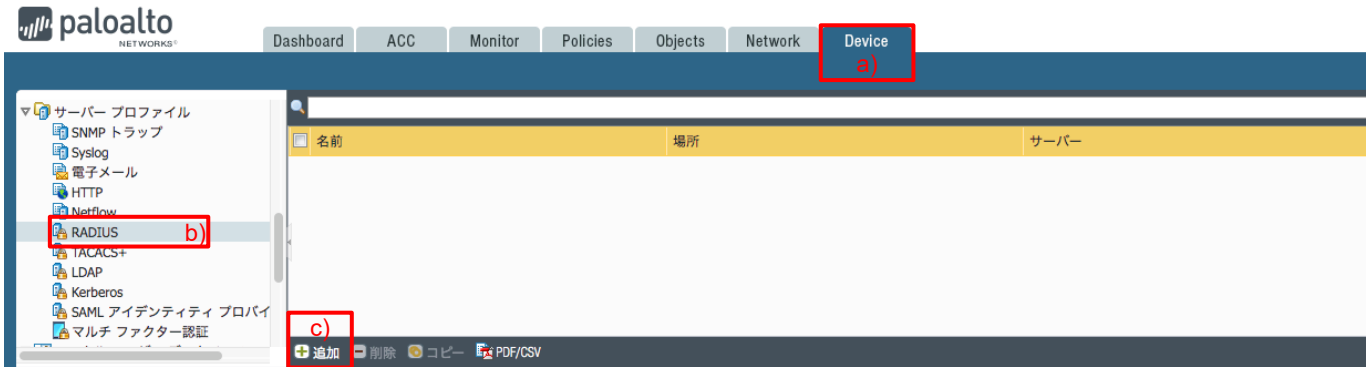 paloalto
NETWORKS®
Dashboard ACC Monitor Policies Objects Network Device
a)
サーバー プロファイル
SNMP トラップ
Syslog
電子メール
HTTP
Netflow
RADIUS b)
TACACS+
LDAP
Kerberos
SAML アイデンティティ プロバイ
マルチ ファクター認証
名前 場所 サーバー
c)
追加 削除 コピー PDF/CSV